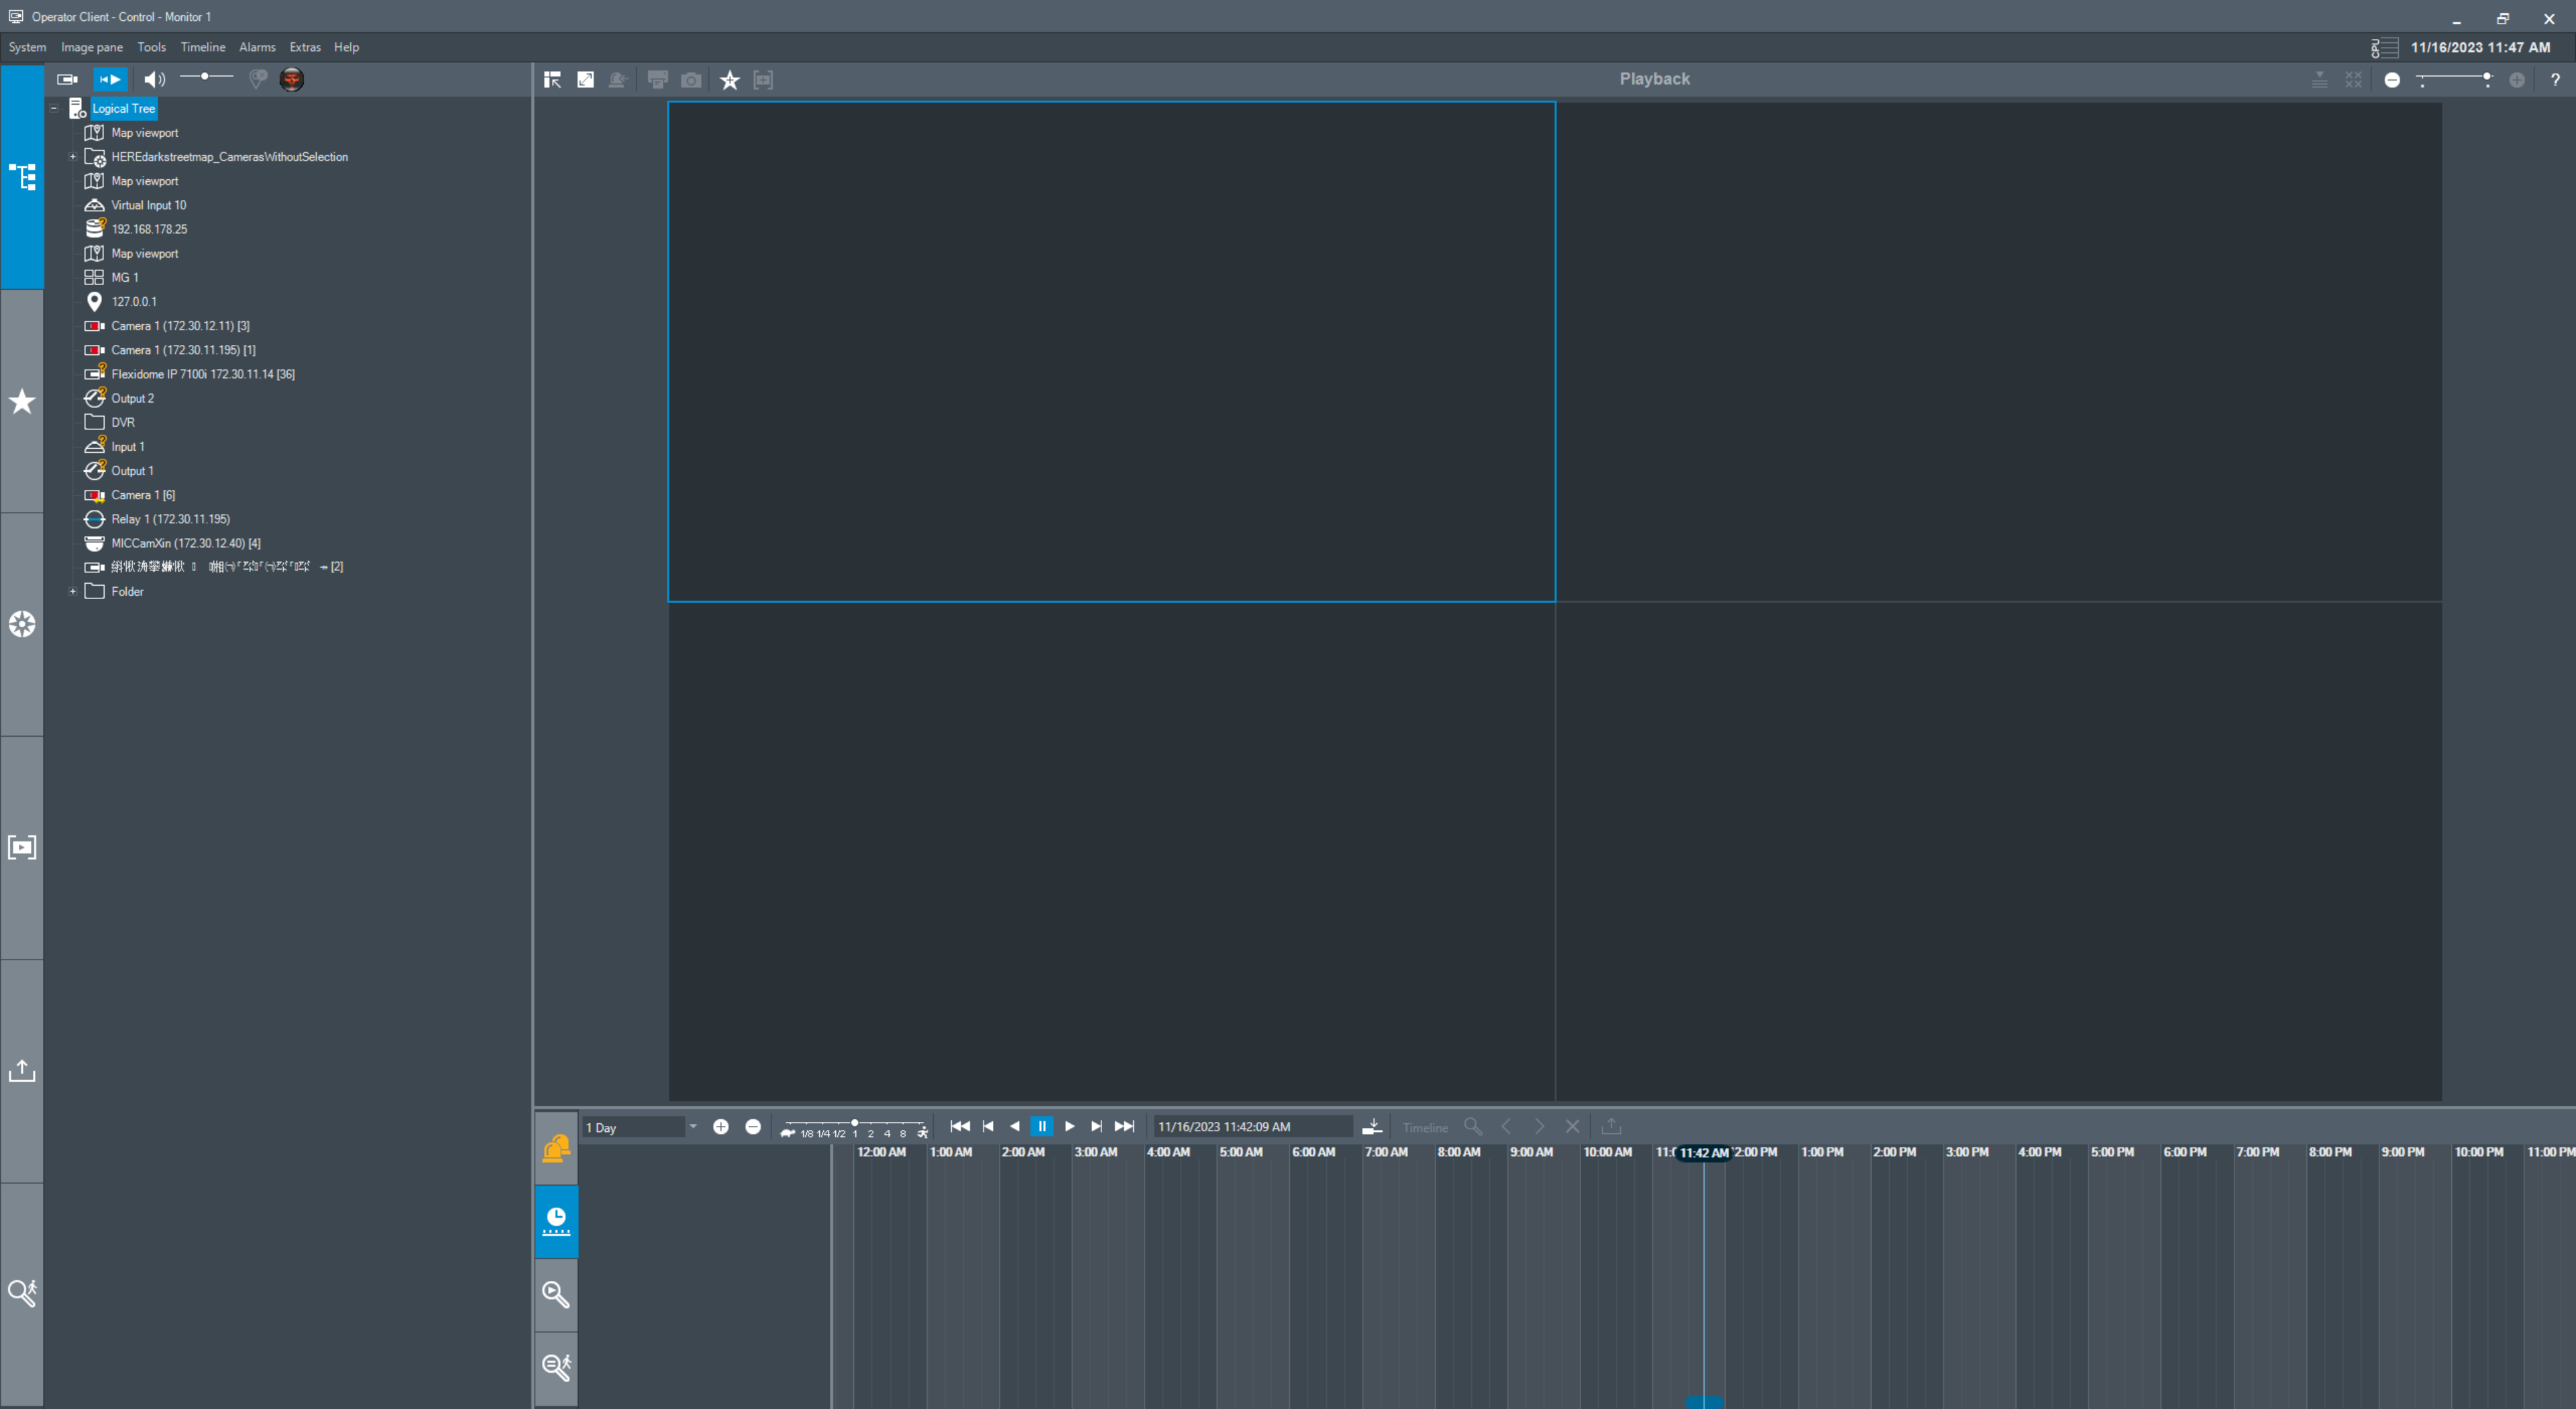 Operator Client - Control - Monitor 1
System Image pane Tools Timeline Alarms Extras Help
CPU 11/16/2023 11:47 AM
Playback
?
Logical Tree
Map viewport
HEREdarkstreetmap_CamerasWithoutSelection
Map viewport
Virtual Input 10
192.168.178.25
Map viewport
MG 1
127.0.0.1
Camera 1 (172.30.12.11) [3]
Camera 1 (172.30.11.195) [1]
Flexidome IP 7100i 172.30.11.14 [36]
Output 2
DVR
Input 1
Output 1
Camera 1 [6]
Relay 1 (172.30.11.195)
MICCamXin (172.30.12.40) [4]
[2]
Folder
1 Day
1/8 1/4 1/2 1 2 4 8
11/16/2023 11:42:09 AM
Timeline
12:00 AM 1:00 AM 2:00 AM 3:00 AM 4:00 AM 5:00 AM 6:00 AM 7:00 AM 8:00 AM 9:00 AM 10:00 AM 11:0 11:42 AM 2:00 PM 1:00 PM 2:00 PM 3:00 PM 4:00 PM 5:00 PM 6:00 PM 7:00 PM 8:00 PM 9:00 PM 10:00 PM 11:00 PM